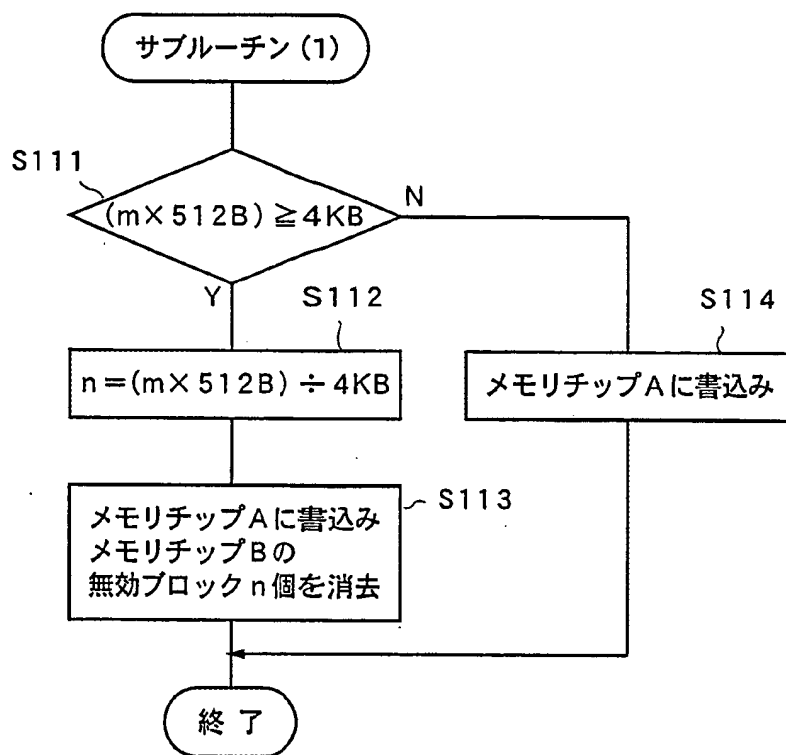 サブルーチン(1)
S111
(m×512B)≧4KB
N
Y
S112
n=(m×512B)÷4KB
S114
メモリチップAに書込み
S113
メモリチップAに書込み
メモリチップBの
無効ブロックn個を消去
終了